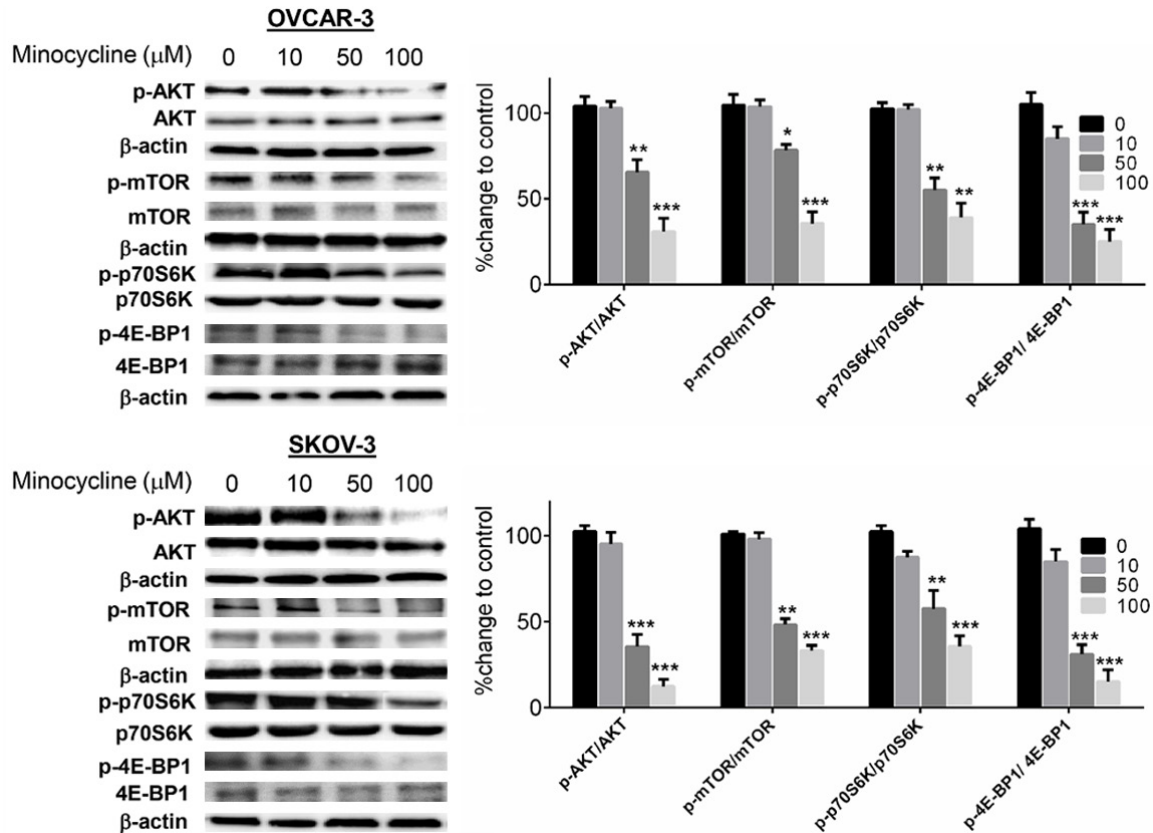 OVCAR-3
Minocycline (μM) 0 10 50 100
p-AKT
AKT
β-actin
p-mTOR
mTOR
β-actin
p-p70S6K
p70S6K
p-4E-BP1
4E-BP1
β-actin
%change to control
100
50
0
** ***
* ***
** **
*** ***
0
10
50
100
p-AKT/AKT
p-mTOR/mTOR
p-p70S6K/p70S6K
p-4E-BP1/ 4E-BP1
SKOV-3
Minocycline (μM) 0 10 50 100
p-AKT
AKT
β-actin
p-mTOR
mTOR
β-actin
p-p70S6K
p70S6K
p-4E-BP1
4E-BP1
β-actin
%change to control
100
50
0
*** ***
** ***
** ***
*** ***
0
10
50
100
p-AKT/AKT
p-mTOR/mTOR
p-p70S6K/p70S6K
p-4E-BP1/ 4E-BP1